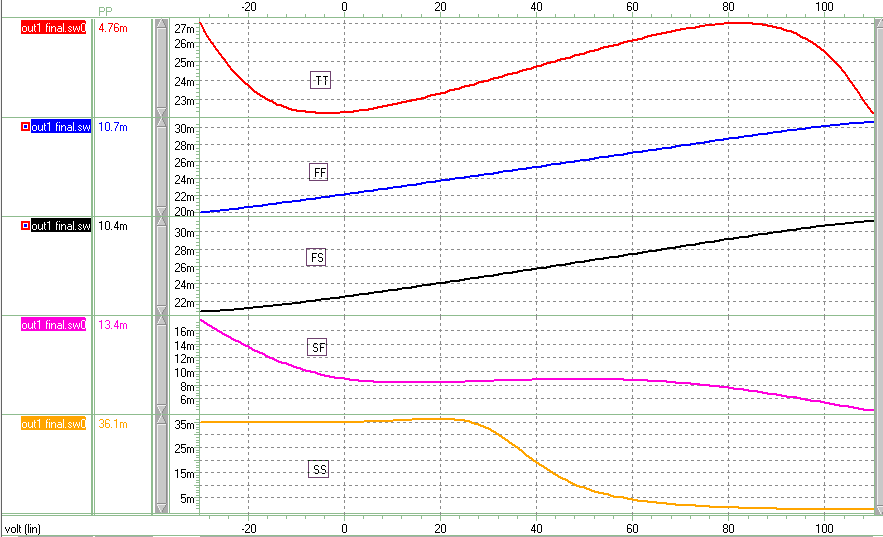 PP
-20 0 20 40 60 80 100
out1 final.sw0 4.76m
27m
26m
25m
24m
23m
TT
out1 final.sw 10.7m
30m
28m
26m
24m
22m
20m
FF
out1 final.sw 10.4m
30m
28m
26m
24m
22m
FS
out1 final.sw0 13.4m
16m
14m
12m
10m
8m
6m
SF
out1 final.sw0 36.1m
35m
25m
15m
5m
SS
volt (lin) -20 0 20 40 60 80 100